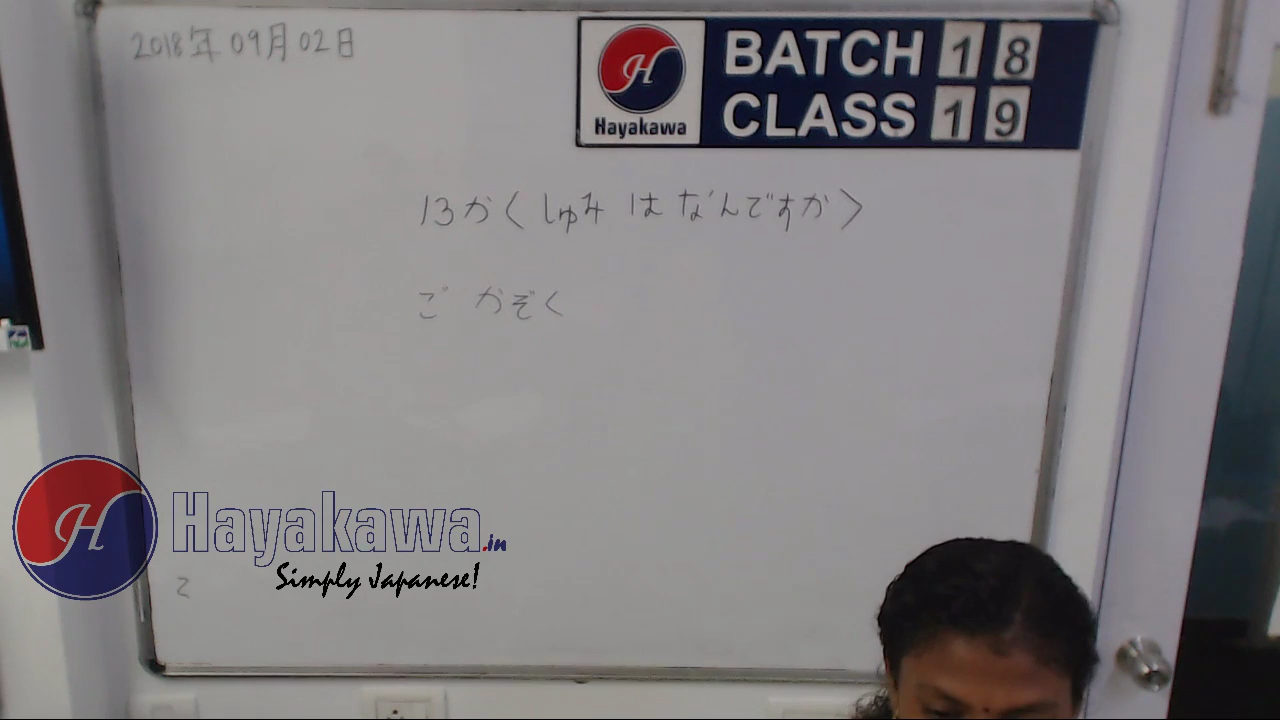 2018年09月02日
H
Hayakawa
BATCH 18
CLASS 19
13か〈しゅみ は なんですか〉
ご かぞく
H
Hayakawa.in
Simply Japanese!
2